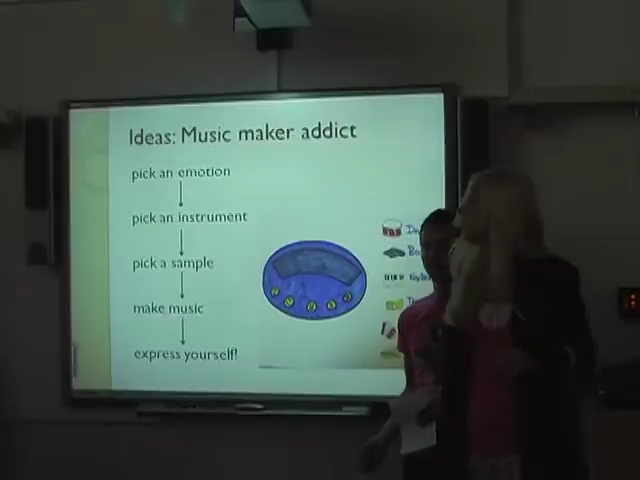 Ideas: Music maker addict
pick an emotion
pick an instrument
pick a sample
make music
express yourself!